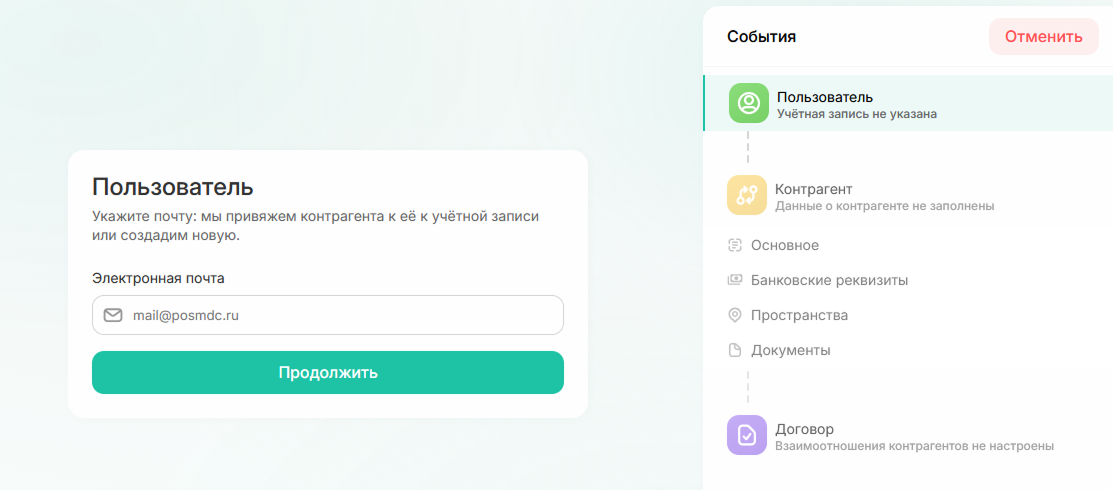 Пользователь
Укажите почту: мы привяжем контрагента к её к учётной записи
или создадим новую.
Электронная почта
mail@posmdc.ru
Продолжить
События
Отменить
Пользователь
Учётная запись не указана
Контрагент
Данные о контрагенте не заполнены
Основное
Банковские реквизиты
Пространства
Документы
Договор
Взаимоотношения контрагентов не настроены